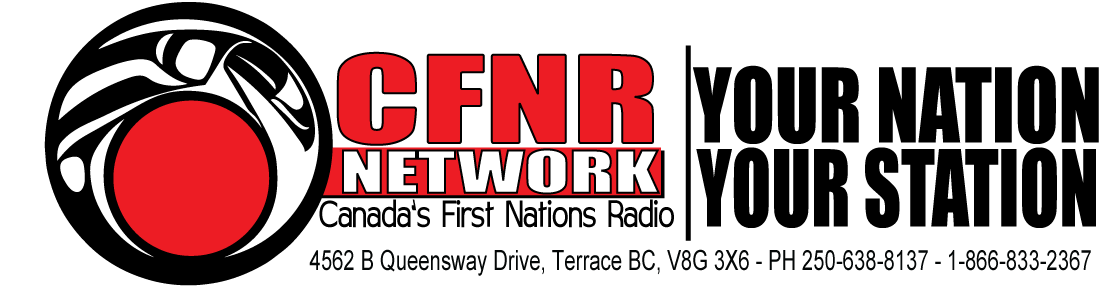 CFNR
NETWORK
Canada's First Nations Radio
YOUR NATION
YOUR STATION
4562 B Queensway Drive, Terrace BC, V8G 3X6 - PH 250-638-8137 - 1-866-833-2367